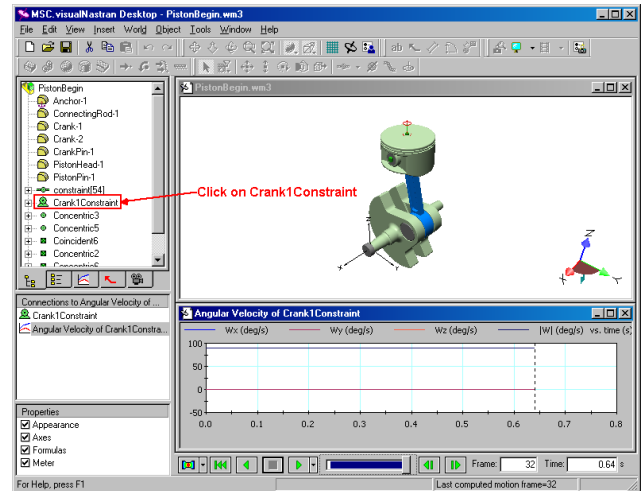 MSC.visualNastran Desktop - PistonBegin.wm3
File Edit View Insert World Object Tools Window Help
PistonBegin
Anchor-1
ConnectingRod-1
Crank-1
Crank-2
CrankPin-1
PistonHead-1
PistonPin-1
constraint[54]
Crank1Constraint
Concentric3
Concentric5
Coincident6
Concentric2
Click on Crank1Constraint
PistonBegin.wm3
z
x
Y
Z
X
Y
Connections to Angular Velocity of ...
Crank1Constraint
Angular Velocity of Crank1Constra...
Properties
Appearance
Axes
Formulas
Meter
Angular Velocity of Crank1Constraint
Wx (deg/s) Wy (deg/s) Wz (deg/s) |W| (deg/s) vs. time (s)
100
50
0
-50
0.0 0.1 0.2 0.3 0.4 0.5 0.6 0.7 0.8
Frame: 32 Time: 0.64 s
For Help, press F1
Last computed motion frame=32